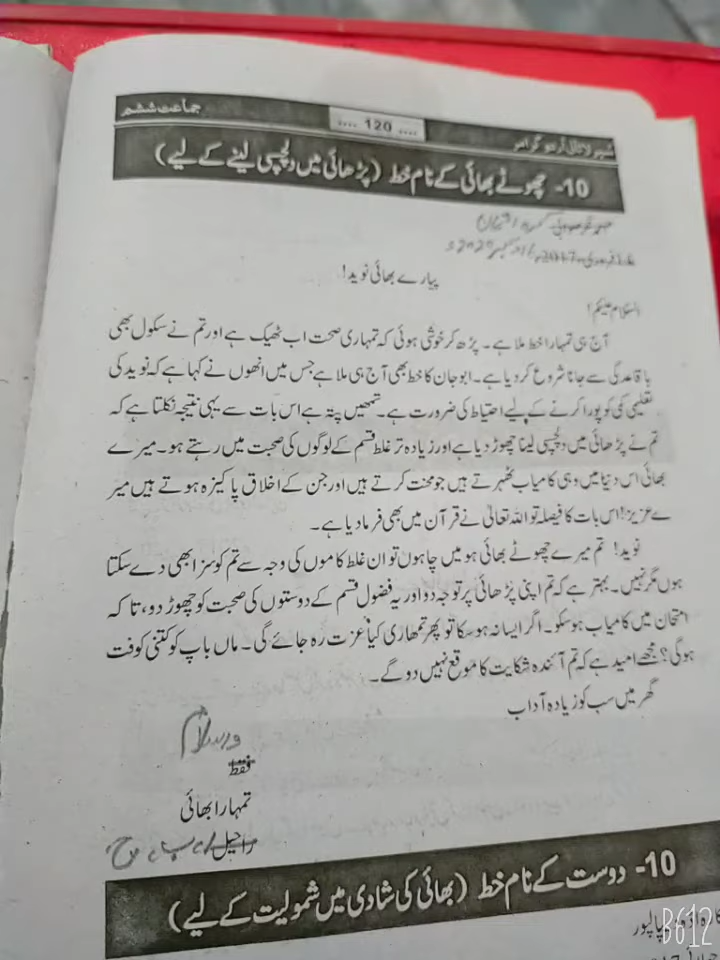 جماعت ششم
.... 120 ....
اُردو گرامر
10- چھوٹے بھائی کے نام خط (پڑھائی میں دلچسپی لینے کے لیے)
پیارے بھائی نوید!
السلام علیکم!
آج ہی تمہارا خط ملا ہے۔ پڑھ کر خوشی ہوئی کہ تمہاری صحت اب ٹھیک ہے اور تم نے سکول بھی
باقاعدگی سے جانا شروع کر دیا ہے۔ ابو جان کا خط بھی آج ہی ملا ہے جس میں انھوں نے کہا ہے کہ نوید کی
تعلیمی کمی کو پورا کرنے کے لیے احتیاط کی ضرورت ہے۔ تمھیں پتہ ہے اس بات سے یہی نتیجہ نکلتا ہے کہ
تم نے پڑھائی میں دلچسپی لینا چھوڑ دیا ہے اور زیادہ تر غلط قسم کے لوگوں کی صحبت میں رہتے ہو۔ میرے
بھائی اس دنیا میں وہی کامیاب ٹھہرتے ہیں جو محنت کرتے ہیں اور جن کے اخلاق پاکیزہ ہوتے ہیں میر
ے عزیز! اس بات کا فیصلہ تو اللہ تعالیٰ نے قرآن میں بھی فرما دیا ہے۔
نوید! تم میرے چھوٹے بھائی ہو میں چاہوں تو ان غلط کاموں کی وجہ سے تم کو سزا بھی دے سکتا
ہوں مگر نہیں۔ بہتر ہے کہ تم اپنی پڑھائی پر توجہ دو اور یہ فضول قسم کے دوستوں کی صحبت کو چھوڑ دو، تا کہ
امتحان میں کامیاب ہو سکو۔ اگر ایسا نہ ہو سکا تو پھر تمھاری کیا عزت رہ جائے گی۔ ماں باپ کو کتنی کوفت
ہو گی؟ مجھے امید ہے کہ تم آئندہ شکایت کا موقع نہیں دو گے۔
گھر میں سب کو زیادہ آداب
والسلام
فقط
تمہارا بھائی
راحیل
10- دوست کے نام خط (بھائی کی شادی میں شمولیت کے لیے)
B612